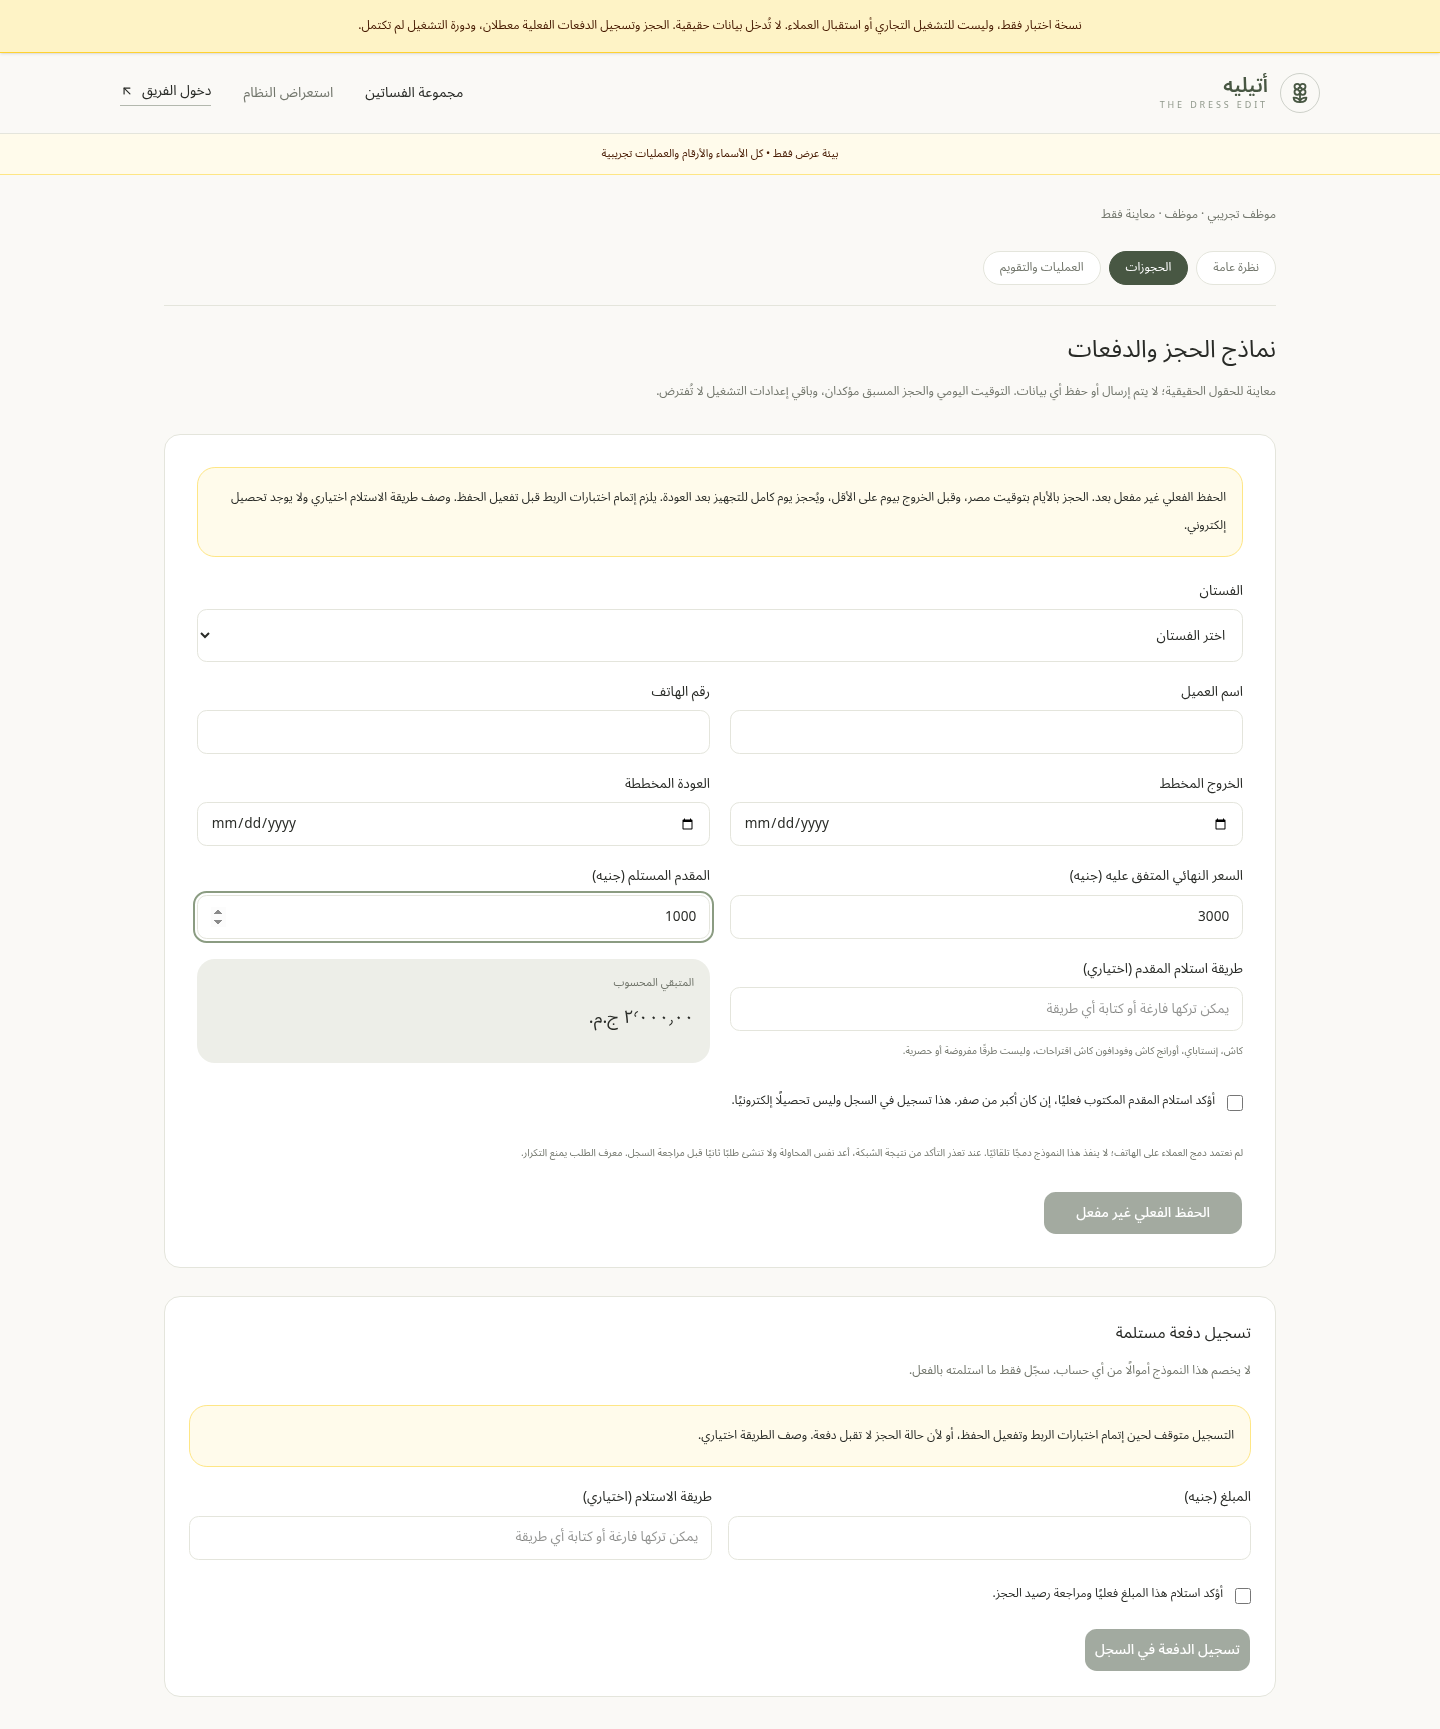 نسخة اختبار فقط، وليست للتشغيل التجاري أو استقبال العملاء. لا تُدخل بيانات حقيقية. الحجز وتسجيل الدفعات الفعلية معطلان، ودورة التشغيل لم تكتمل.
أتيليه
THE DRESS EDIT
مجموعة الفساتين
استعراض النظام
دخول الفريق
بيئة عرض فقط • كل الأسماء والأرقام والعمليات تجريبية
موظف تجريبي · موظف · معاينة فقط
نظرة عامة
الحجوزات
العمليات والتقويم
نماذج الحجز والدفعات
معاينة للحقول الحقيقية؛ لا يتم إرسال أو حفظ أي بيانات. التوقيت اليومي والحجز المسبق مؤكدان، وباقي إعدادات التشغيل لا تُفترض.
الحفظ الفعلي غير مفعل بعد. الحجز بالأيام بتوقيت مصر، وقبل الخروج بيوم على الأقل، ويُحجز يوم كامل للتجهيز بعد العودة. يلزم إتمام اختبارات الربط قبل تفعيل الحفظ. وصف طريقة الاستلام اختياري ولا يوجد تحصيل
إلكتروني.
الفستان
اختر الفستان
اسم العميل
رقم الهاتف
الخروج المخطط
العودة المخططة
mm/dd/yyyy
mm/dd/yyyy
السعر النهائي المتفق عليه (جنيه)
المقدم المستلم (جنيه)
3000
1000
طريقة استلام المقدم (اختياري)
يمكن تركها فارغة أو كتابة أي طريقة
كاش، إنستاباي، أورانج كاش وفودافون كاش اقتراحات، وليست طرقًا مفروضة أو حصرية.
المتبقي المحسوب
٢٬٠٠٠٫٠٠ ج.م.
أؤكد استلام المقدم المكتوب فعليًا، إن كان أكبر من صفر. هذا تسجيل في السجل وليس تحصيلًا إلكترونيًا.
لم نعتمد دمج العملاء على الهاتف؛ لا ينفذ هذا النموذج دمجًا تلقائيًا. عند تعذر التأكد من نتيجة الشبكة، أعد نفس المحاولة ولا تنشئ طلبًا ثانيًا قبل مراجعة السجل. معرف الطلب يمنع التكرار.
الحفظ الفعلي غير مفعل
تسجيل دفعة مستلمة
لا يخصم هذا النموذج أموالًا من أي حساب. سجّل فقط ما استلمته بالفعل.
التسجيل متوقف لحين إتمام اختبارات الربط وتفعيل الحفظ، أو لأن حالة الحجز لا تقبل دفعة. وصف الطريقة اختياري.
المبلغ (جنيه)
طريقة الاستلام (اختياري)
يمكن تركها فارغة أو كتابة أي طريقة
أؤكد استلام هذا المبلغ فعليًا ومراجعة رصيد الحجز.
تسجيل الدفعة في السجل